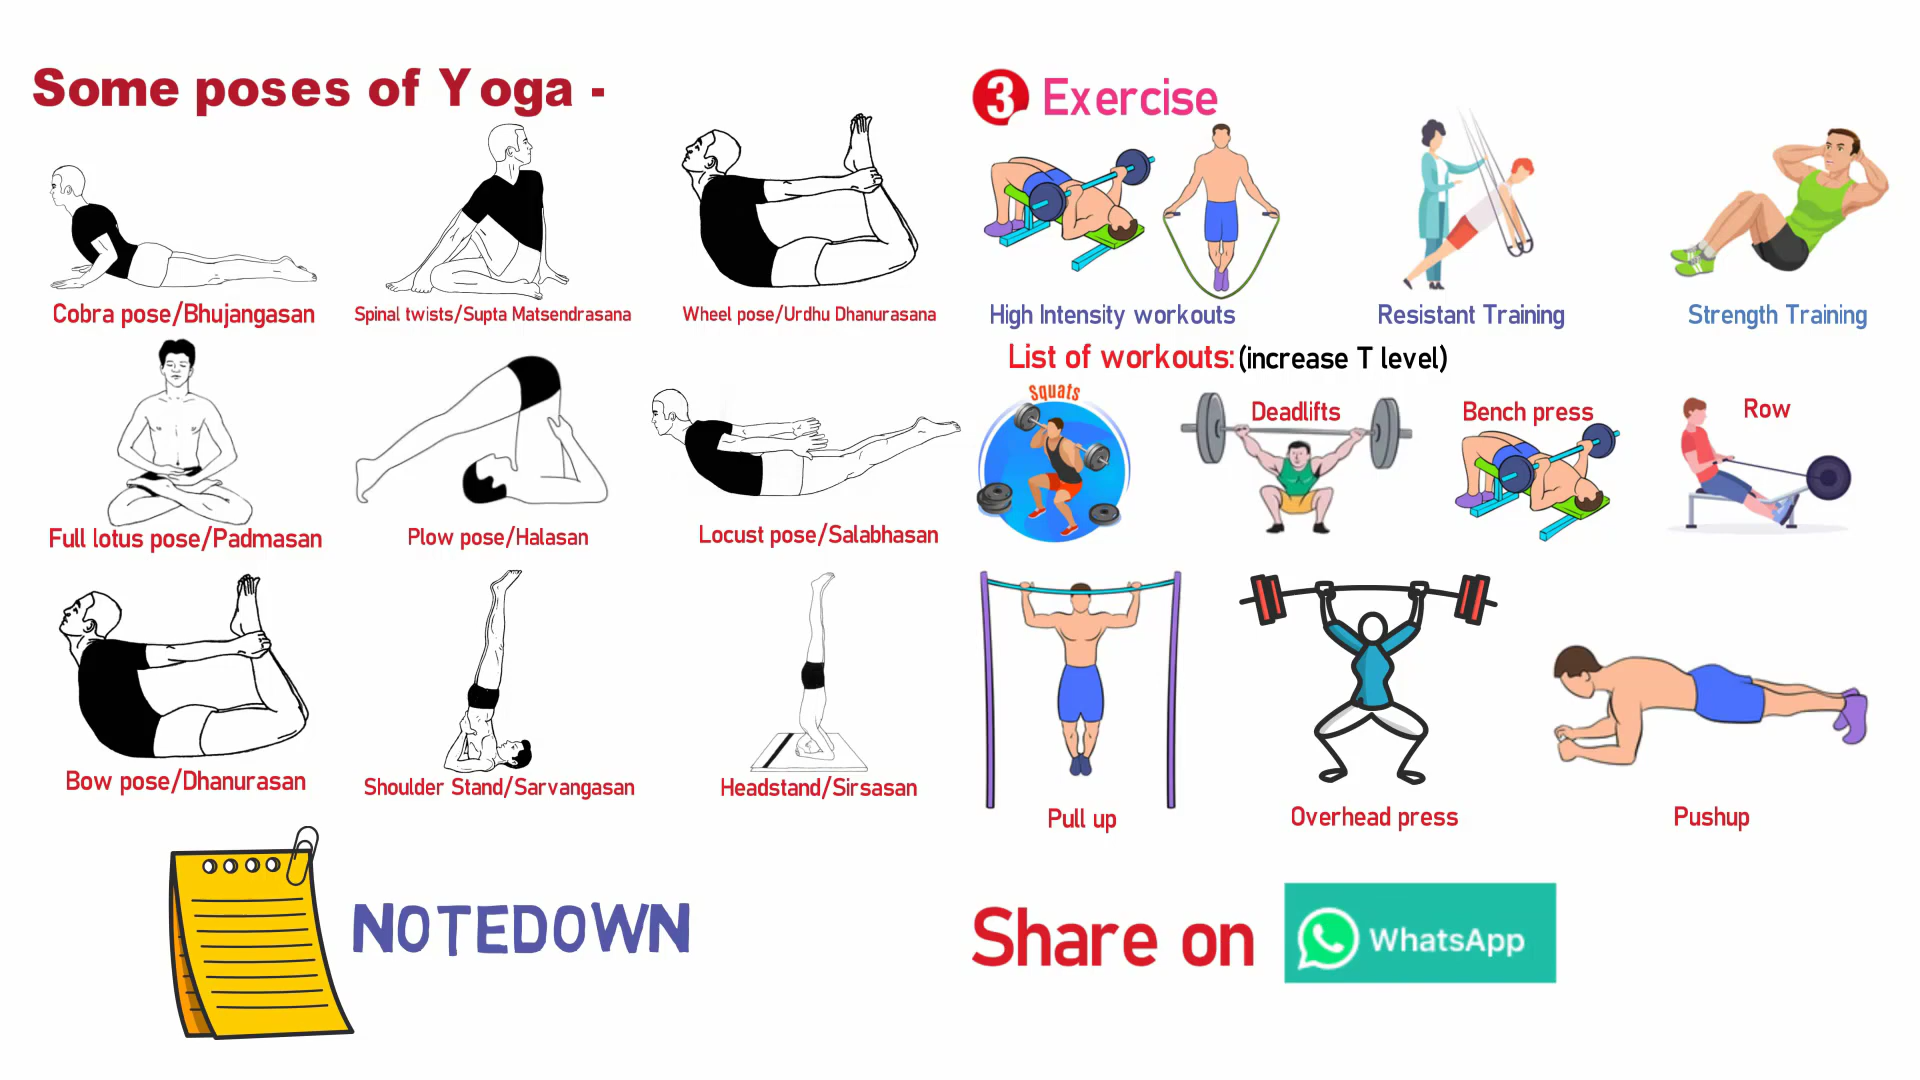 Some poses of Yoga -
Cobra pose/Bhujangasan
Spinal twists/Supta Matsendrasana
Wheel pose/Urdhu Dhanurasana
Full lotus pose/Padmasan
Plow pose/Halasan
Locust pose/Salabhasan
Bow pose/Dhanurasan
Shoulder Stand/Sarvangasan
Headstand/Sirsasan
NOTEDOWN
3 Exercise
High Intensity workouts
Resistant Training
Strength Training
List of workouts:(increase T level)
Squats
Deadlifts
Bench press
Row
Pull up
Overhead press
Pushup
Share on WhatsApp